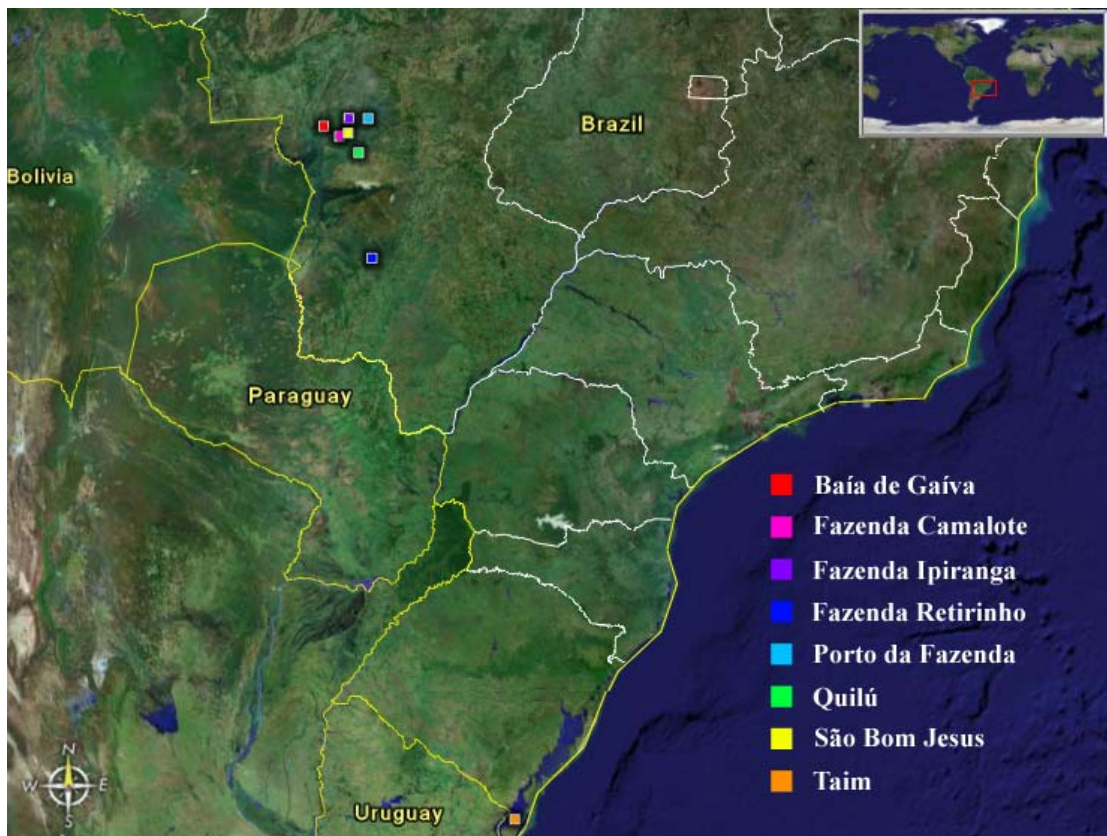 Brazil
Bolivia
Paraguay
Baía de Gaíva
Fazenda Camalote
Fazenda Ipiranga
Fazenda Retirinho
Porto da Fazenda
Quilú
São Bom Jesus
Taim
N
W E
S
Uruguay